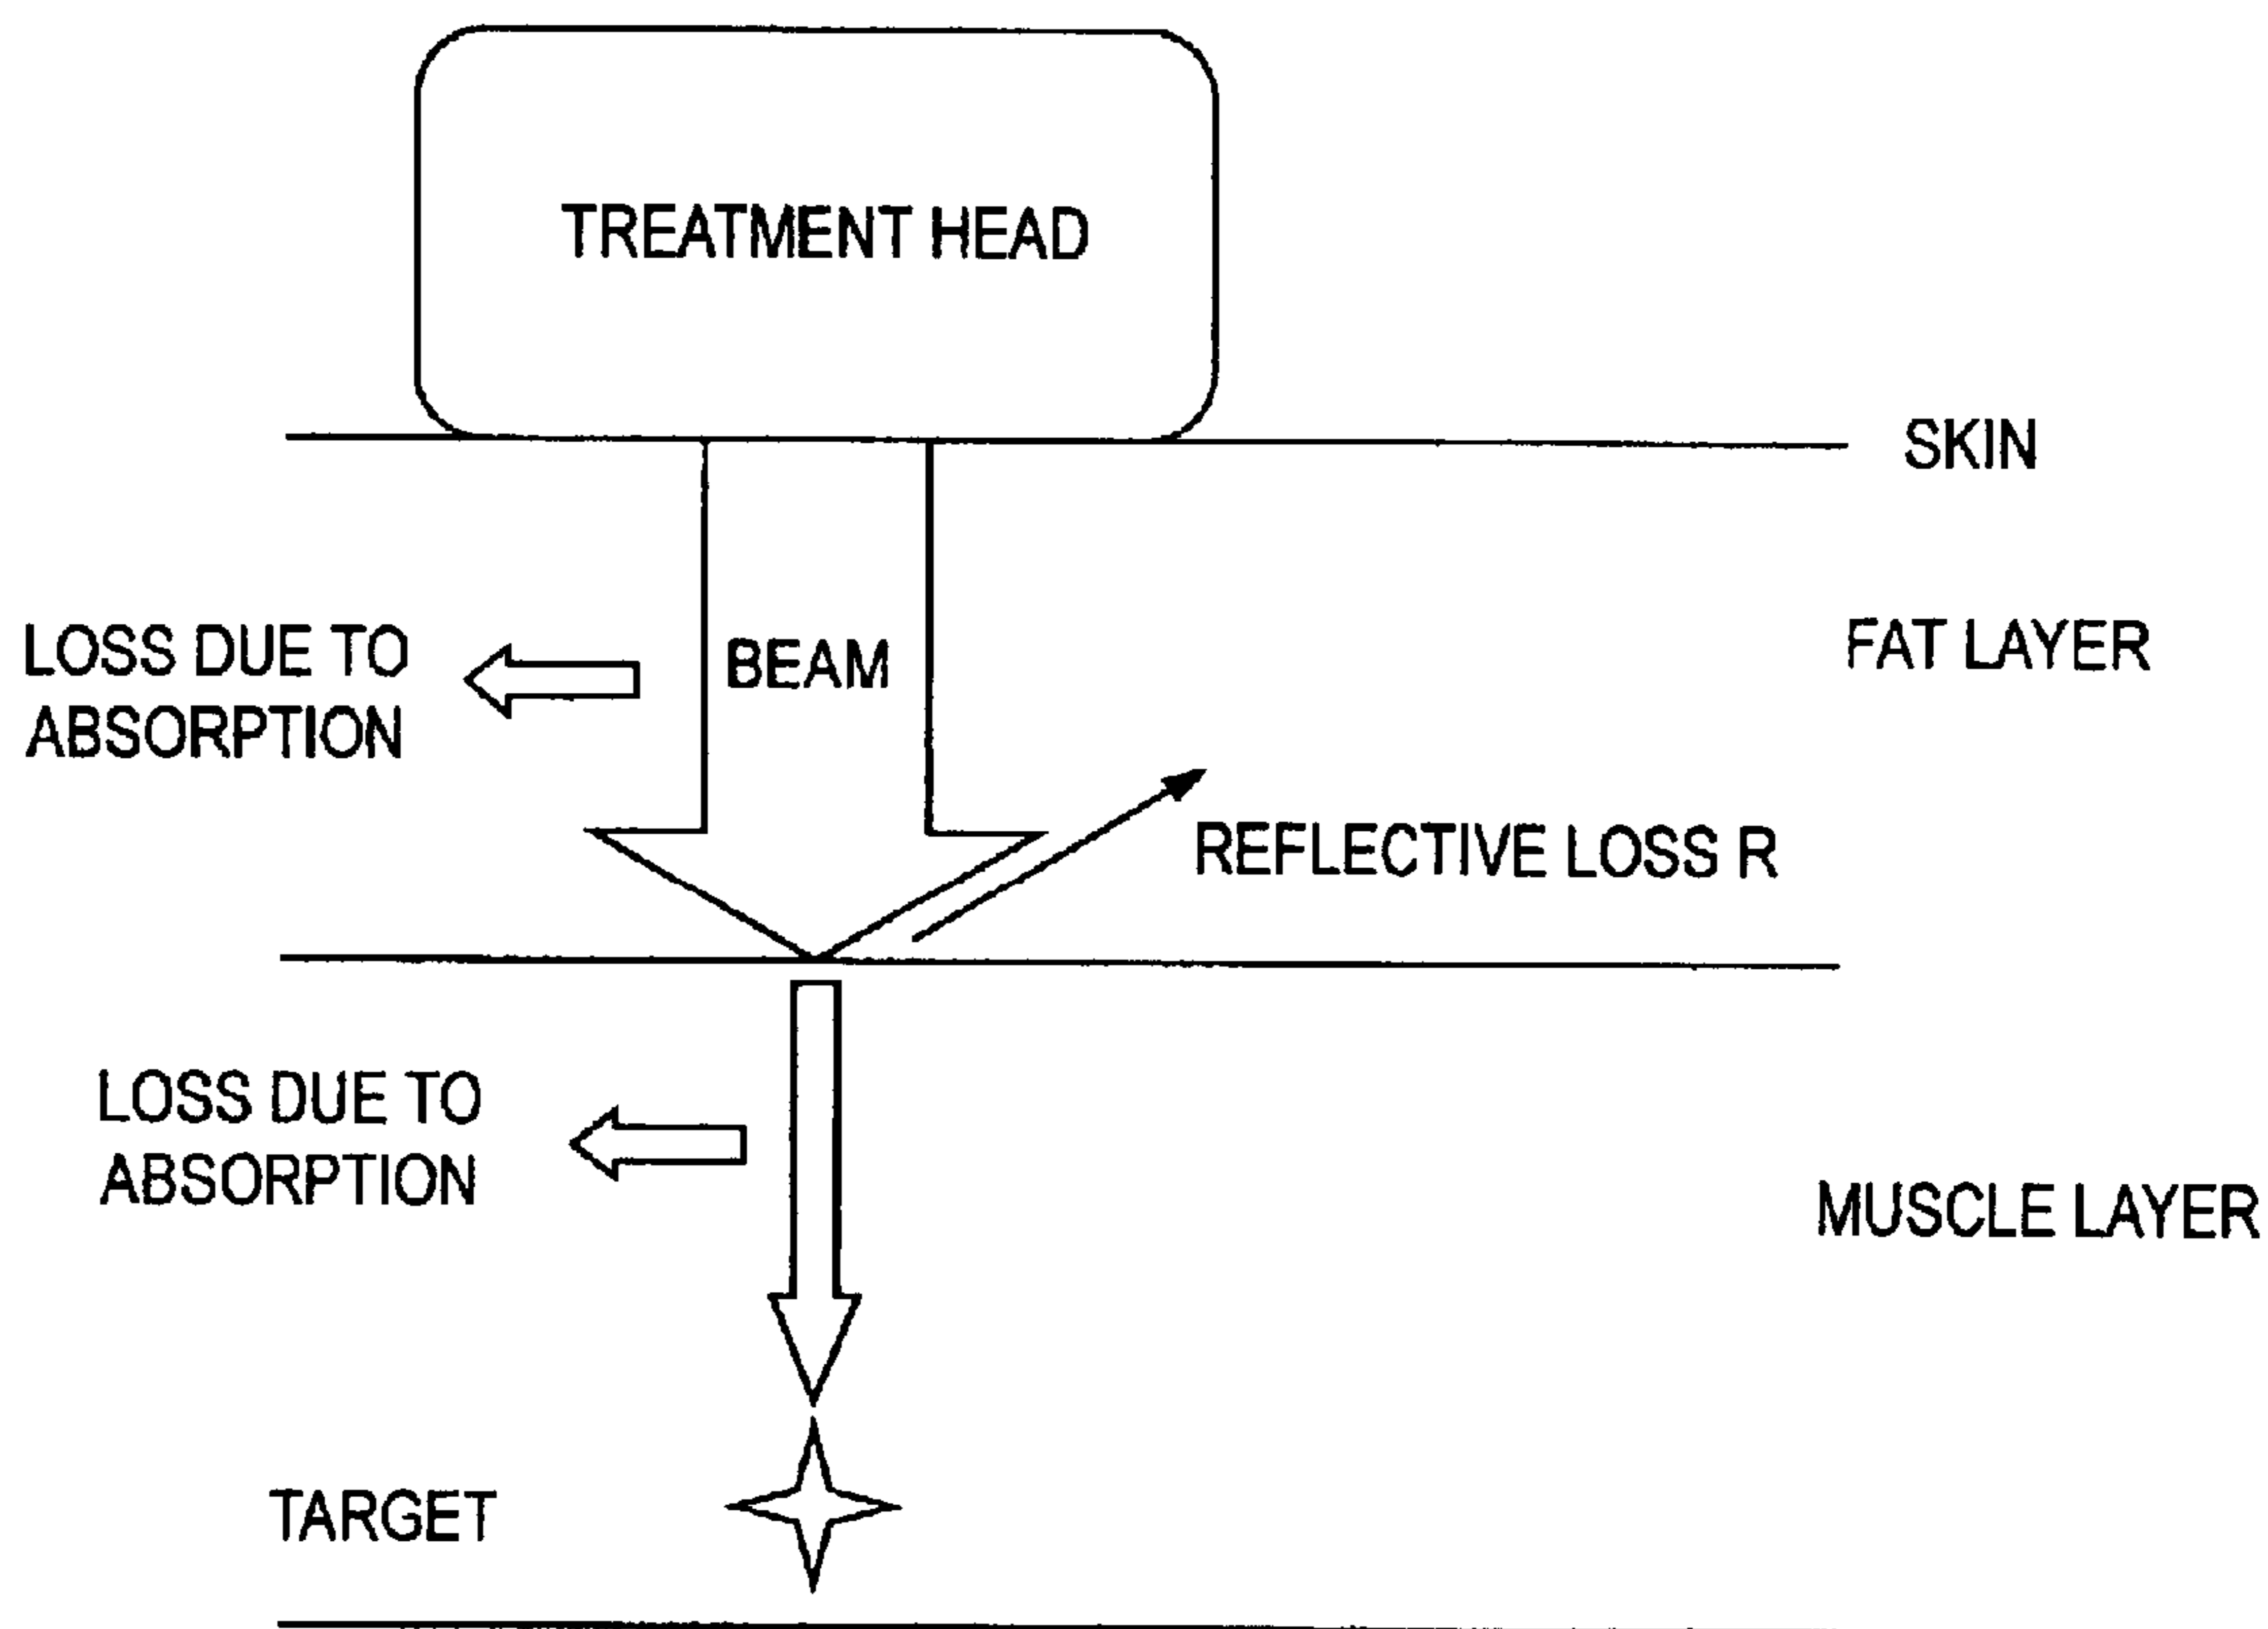 TREATMENT HEAD
SKIN
LOSS DUE TO
ABSORPTION
BEAM
FAT LAYER
REFLECTIVE LOSS R
LOSS DUE TO
ABSORPTION
MUSCLE LAYER
TARGET